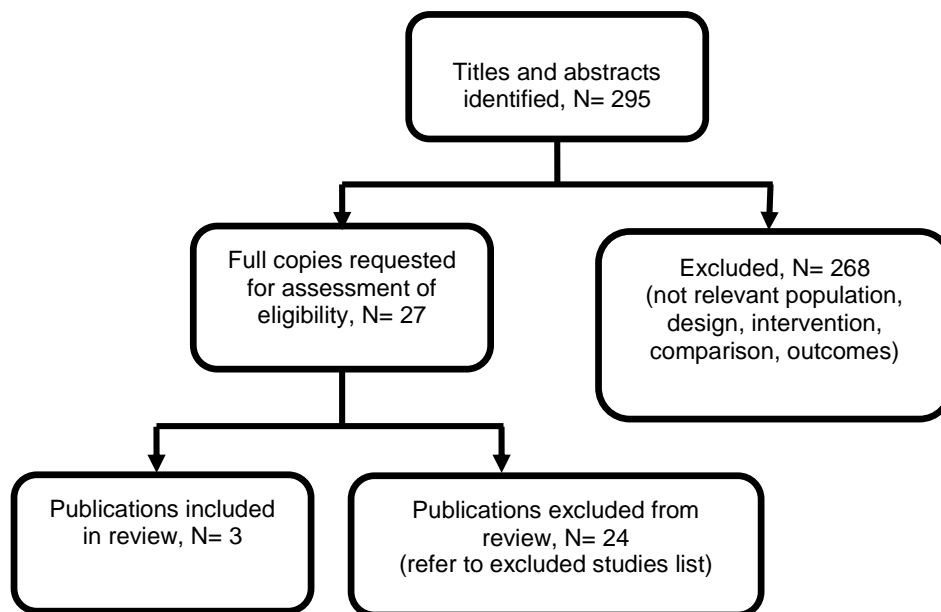 Titles and abstracts
identified, N= 295
Full copies requested
for assessment of
eligibility, N= 27
Excluded, N= 268
(not relevant population,
design, intervention,
comparison, outcomes)
Publications included
in review, N= 3
Publications excluded from
review, N= 24
(refer to excluded studies list)